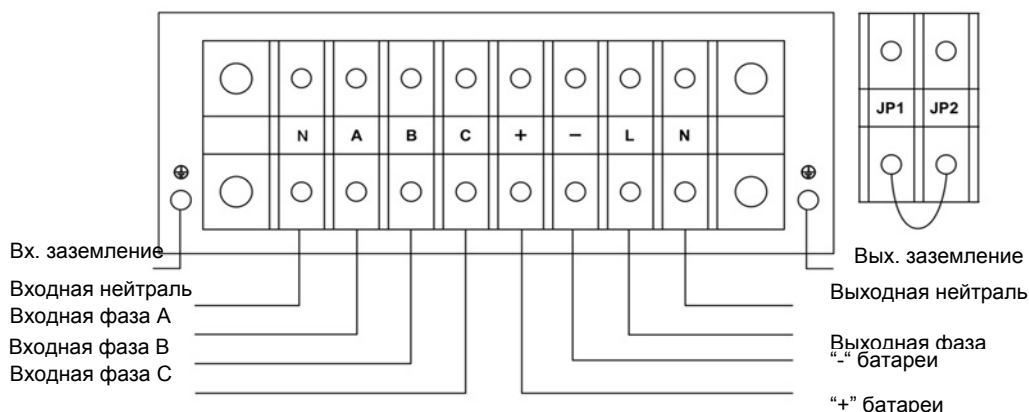 N A B C + − L N
JP1 JP2
Вх. заземление
Входная нейтраль
Входная фаза A
Входная фаза B
Входная фаза C
Вых. заземление
Выходная нейтраль
Выходная фаза
“-“ батареи
“+” батареи